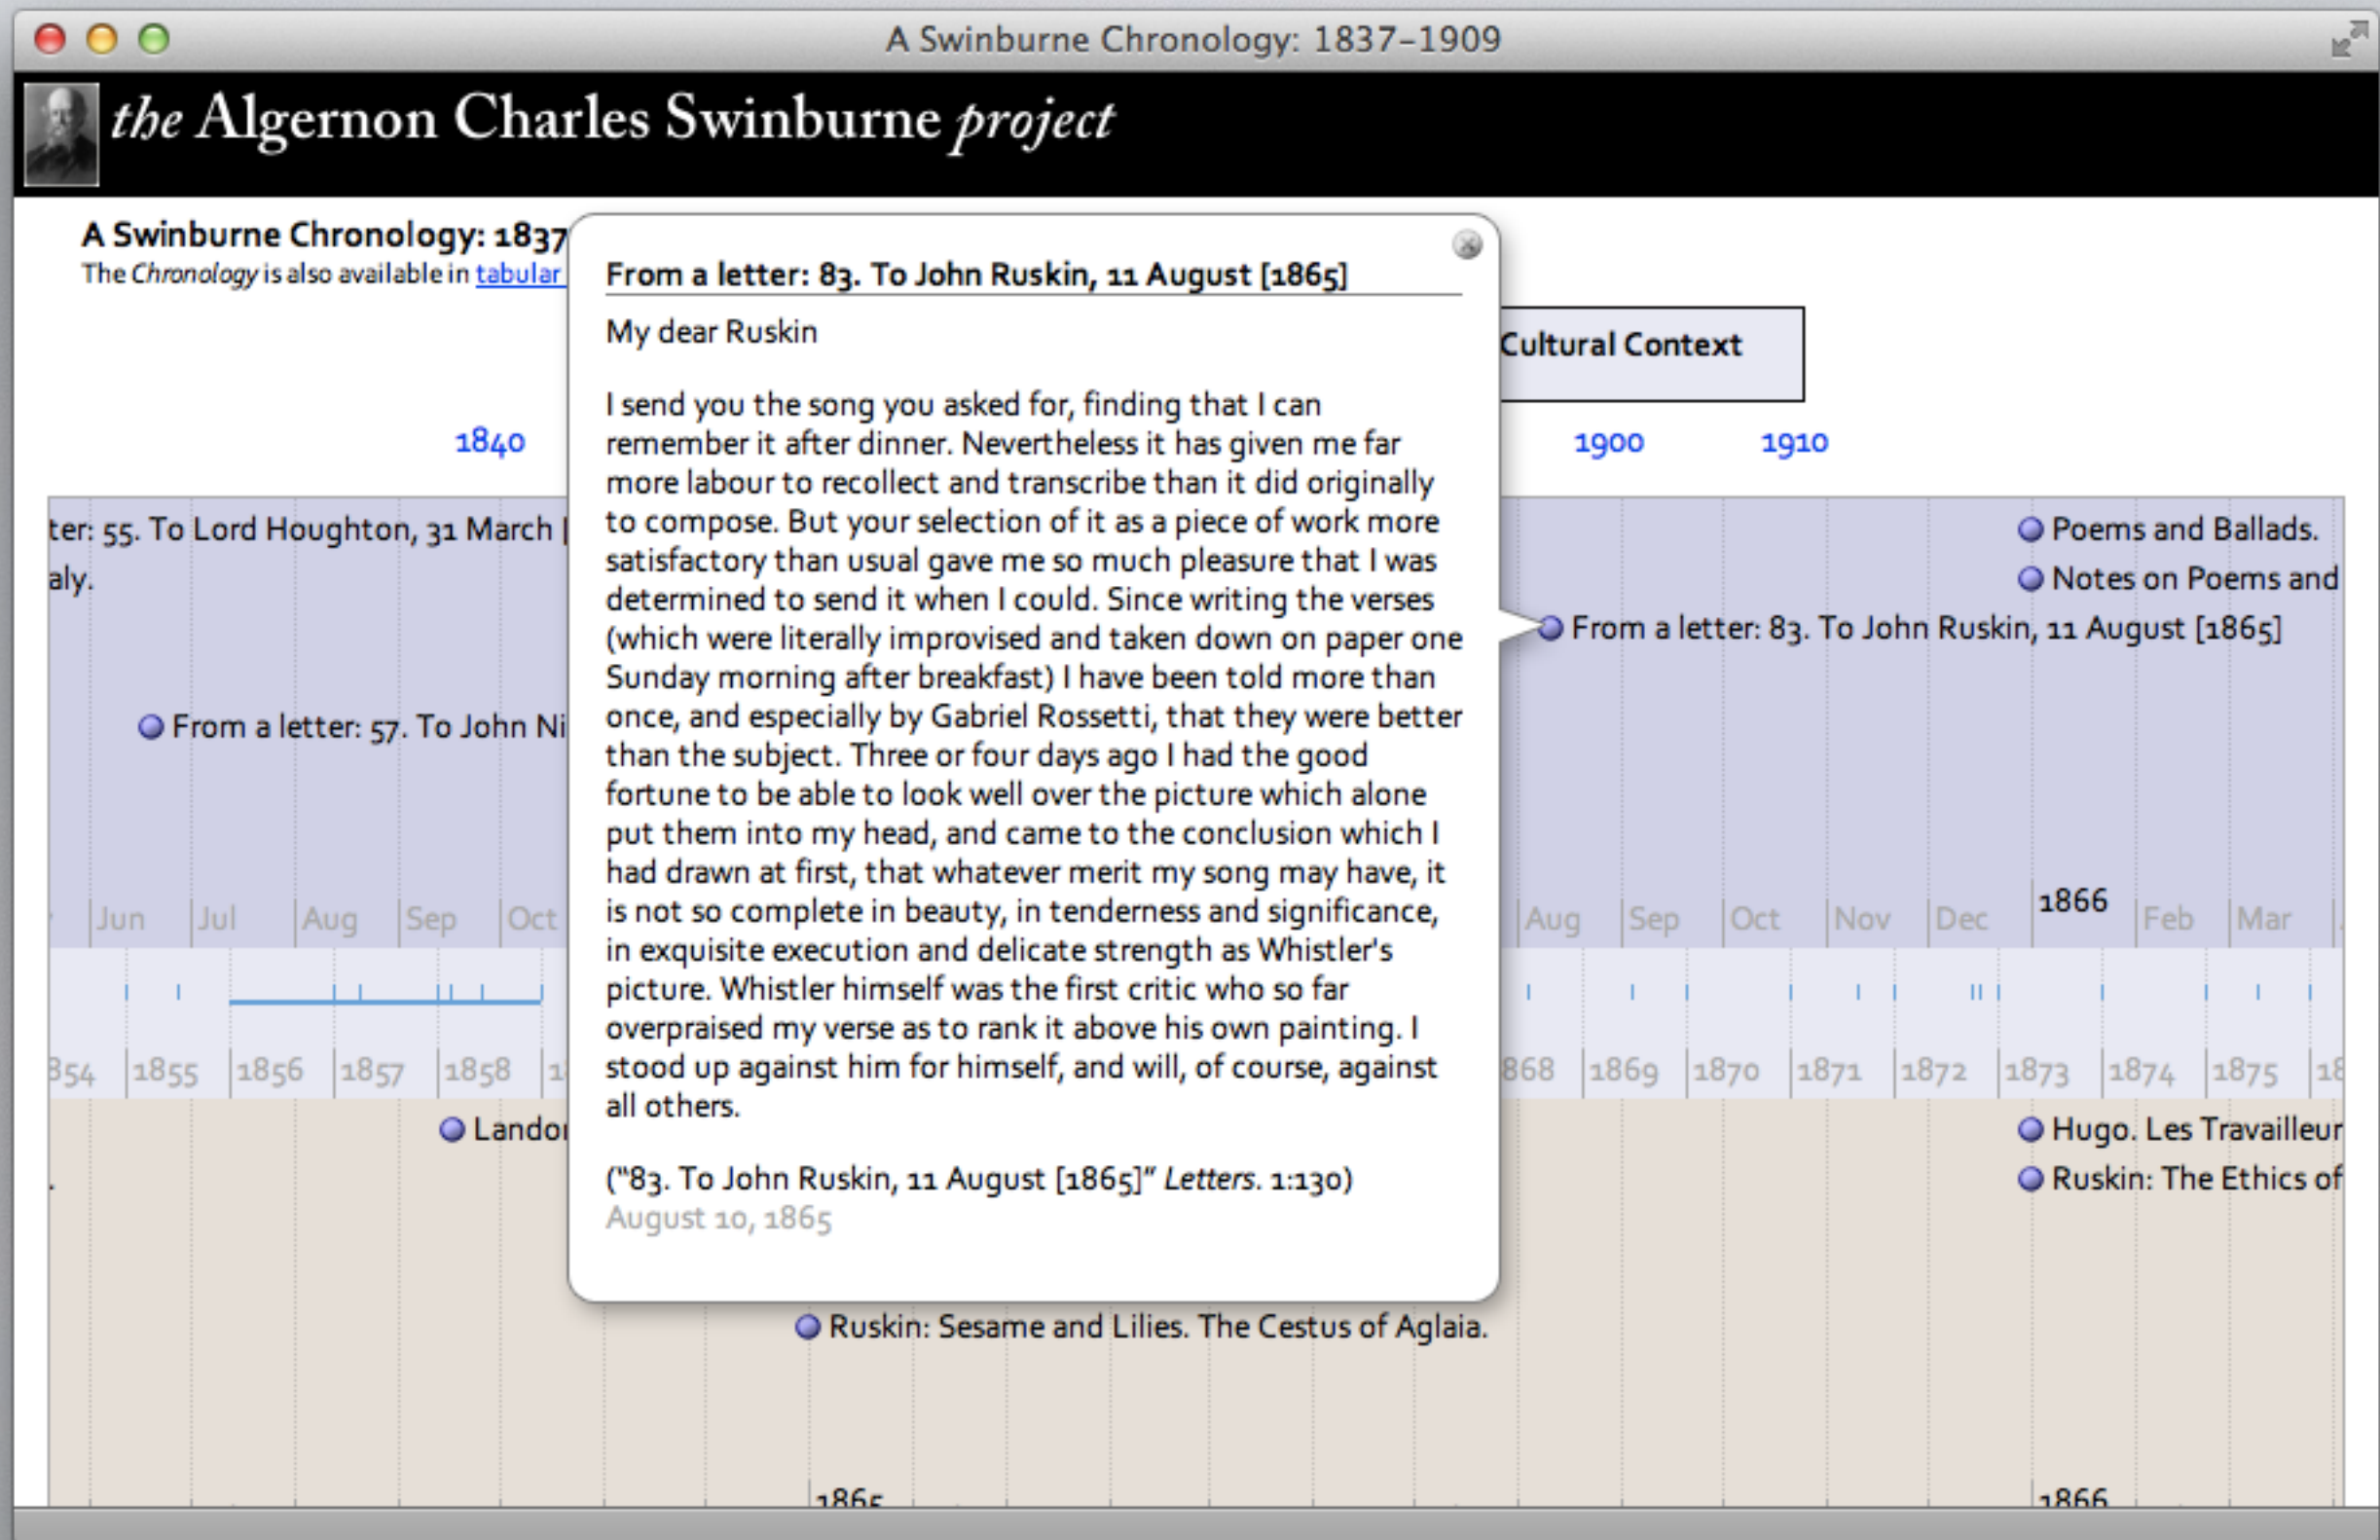 A Swinburne Chronology: 1837–1909
the Algernon Charles Swinburne project
A Swinburne Chronology: 1837
The Chronology is also available in tabular
Cultural Context
1840
1900
1910
From a letter: 83. To John Ruskin, 11 August [1865]
My dear Ruskin
I send you the song you asked for, finding that I can
remember it after dinner. Nevertheless it has given me far
more labour to recollect and transcribe than it did originally
to compose. But your selection of it as a piece of work more
satisfactory than usual gave me so much pleasure that I was
determined to send it when I could. Since writing the verses
(which were literally improvised and taken down on paper one
Sunday morning after breakfast) I have been told more than
once, and especially by Gabriel Rossetti, that they were better
than the subject. Three or four days ago I had the good
fortune to be able to look well over the picture which alone
put them into my head, and came to the conclusion which I
had drawn at first, that whatever merit my song may have, it
is not so complete in beauty, in tenderness and significance,
in exquisite execution and delicate strength as Whistler's
picture. Whistler himself was the first critic who so far
overpraised my verse as to rank it above his own painting. I
stood up against him for himself, and will, of course, against
all others.
("83. To John Ruskin, 11 August [1865]" Letters. 1:130)
August 10, 1865
ter: 55. To Lord Houghton, 31 March [
aly.
From a letter: 57. To John Ni
Poems and Ballads.
Notes on Poems and
From a letter: 83. To John Ruskin, 11 August [1865]
Jun Jul Aug Sep Oct
Aug Sep Oct Nov Dec 1866 Feb Mar
854 1855 1856 1857 1858
868 1869 1870 1871 1872 1873 1874 1875 18
Landor
Hugo. Les Travailleur
Ruskin: The Ethics of
Ruskin: Sesame and Lilies. The Cestus of Aglaia.
1865
1866